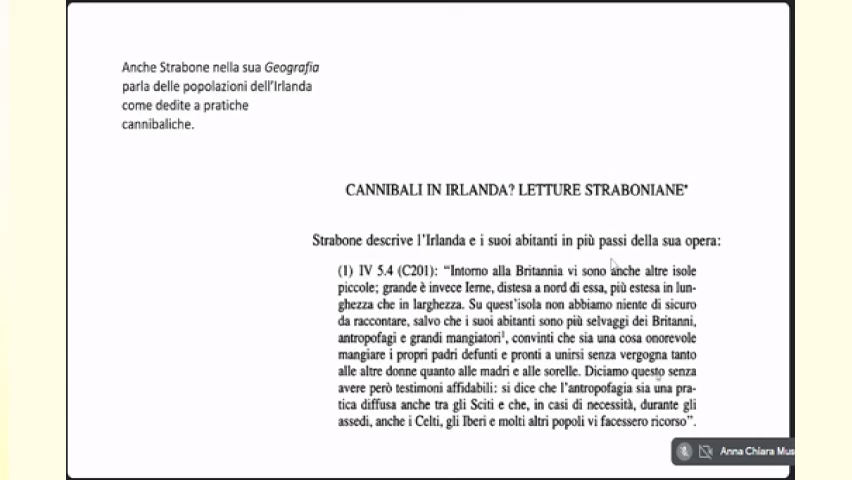 Anche Strabone nella sua Geografia
parla delle popolazioni dell'Irlanda
come dedite a pratiche
cannibaliche.
CANNIBALI IN IRLANDA? LETTURE STRABONIANE*
Strabone descrive l'Irlanda e i suoi abitanti in più passi della sua opera:
(1) IV 5.4 (C201): “Intorno alla Britannia vi sono anche altre isole
piccole; grande è invece Ierne, distesa a nord di essa, più estesa in lun-
ghezza che in larghezza. Su quest'isola non abbiamo niente di sicuro
da raccontare, salvo che i suoi abitanti sono più selvaggi dei Britanni,
antropofagi e grandi mangiatori¹, convinti che sia una cosa onorevole
mangiare i propri padri defunti e pronti a unirsi senza vergogna tanto
alle altre donne quanto alle madri e alle sorelle. Diciamo questo senza
avere però testimoni affidabili: si dice che l'antropofagia sia una pra-
tica diffusa anche tra gli Sciti e che, in casi di necessità, durante gli
assedi, anche i Celti, gli Iberi e molti altri popoli vi facessero ricorso”.
Anna Chiara Mus